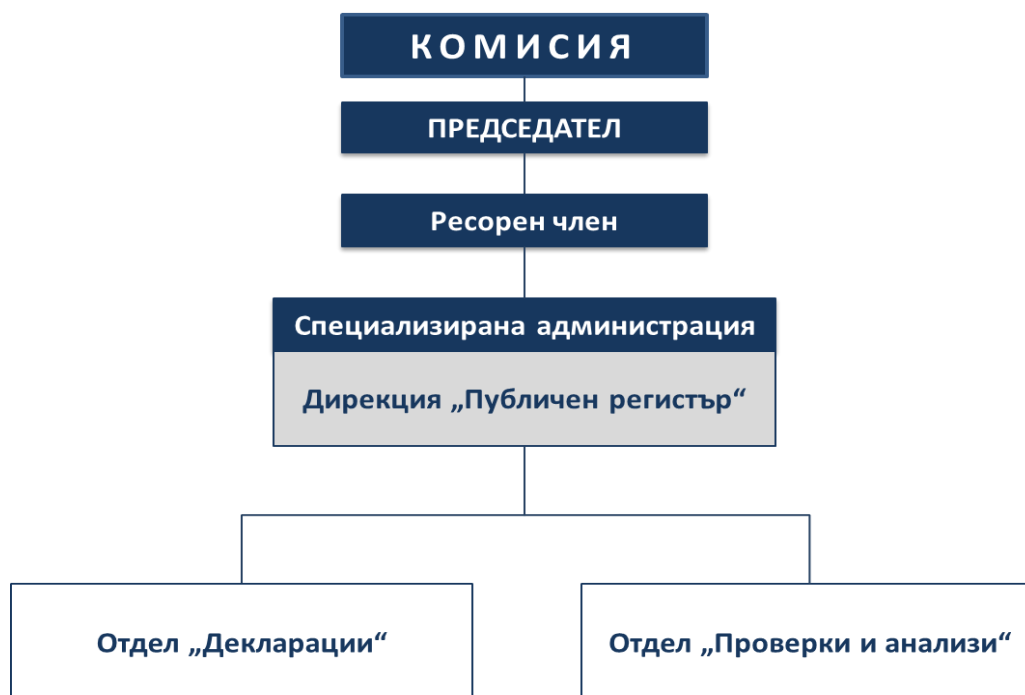 КОМИСИЯ
ПРЕДСЕДАТЕЛ
Ресорен член
Специализирана администрация
Дирекция „Публичен регистър“
Отдел „Декларации“
Отдел „Проверки и анализи“